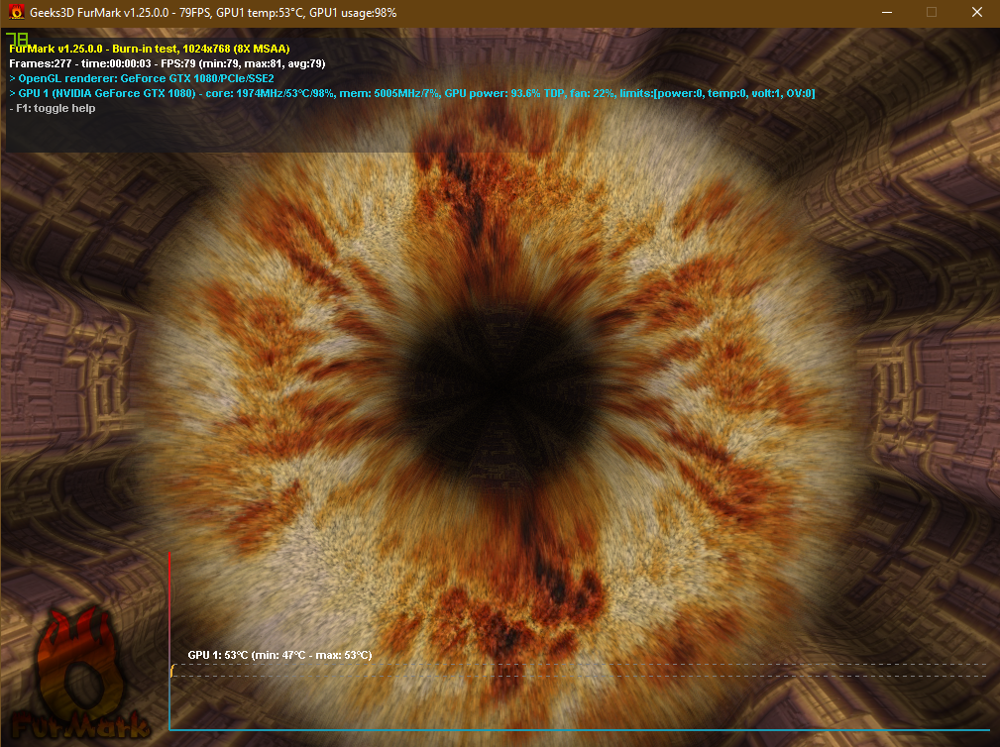 Geeks3D FurMark v1.25.0.0 - 79FPS, GPU1 temp:53°C, GPU1 usage:98%
78
FurMark v1.25.0.0 - Burn-in test, 1024x768 (8X MSAA)
Frames:277 - time:00:00:03 - FPS:79 (min:79, max:81, avg:79)
> OpenGL renderer: GeForce GTX 1080/PCIe/SSE2
> GPU 1 (NVIDIA GeForce GTX 1080) - core: 1974MHz/53°C/98%, mem: 5005MHz/7%, GPU power: 93.6% TDP, fan: 22%, limits:[power:0, temp:0, volt:1, OV:0]
- F1: toggle help
GPU 1: 53°C (min: 47°C - max: 53°C)
FurMark